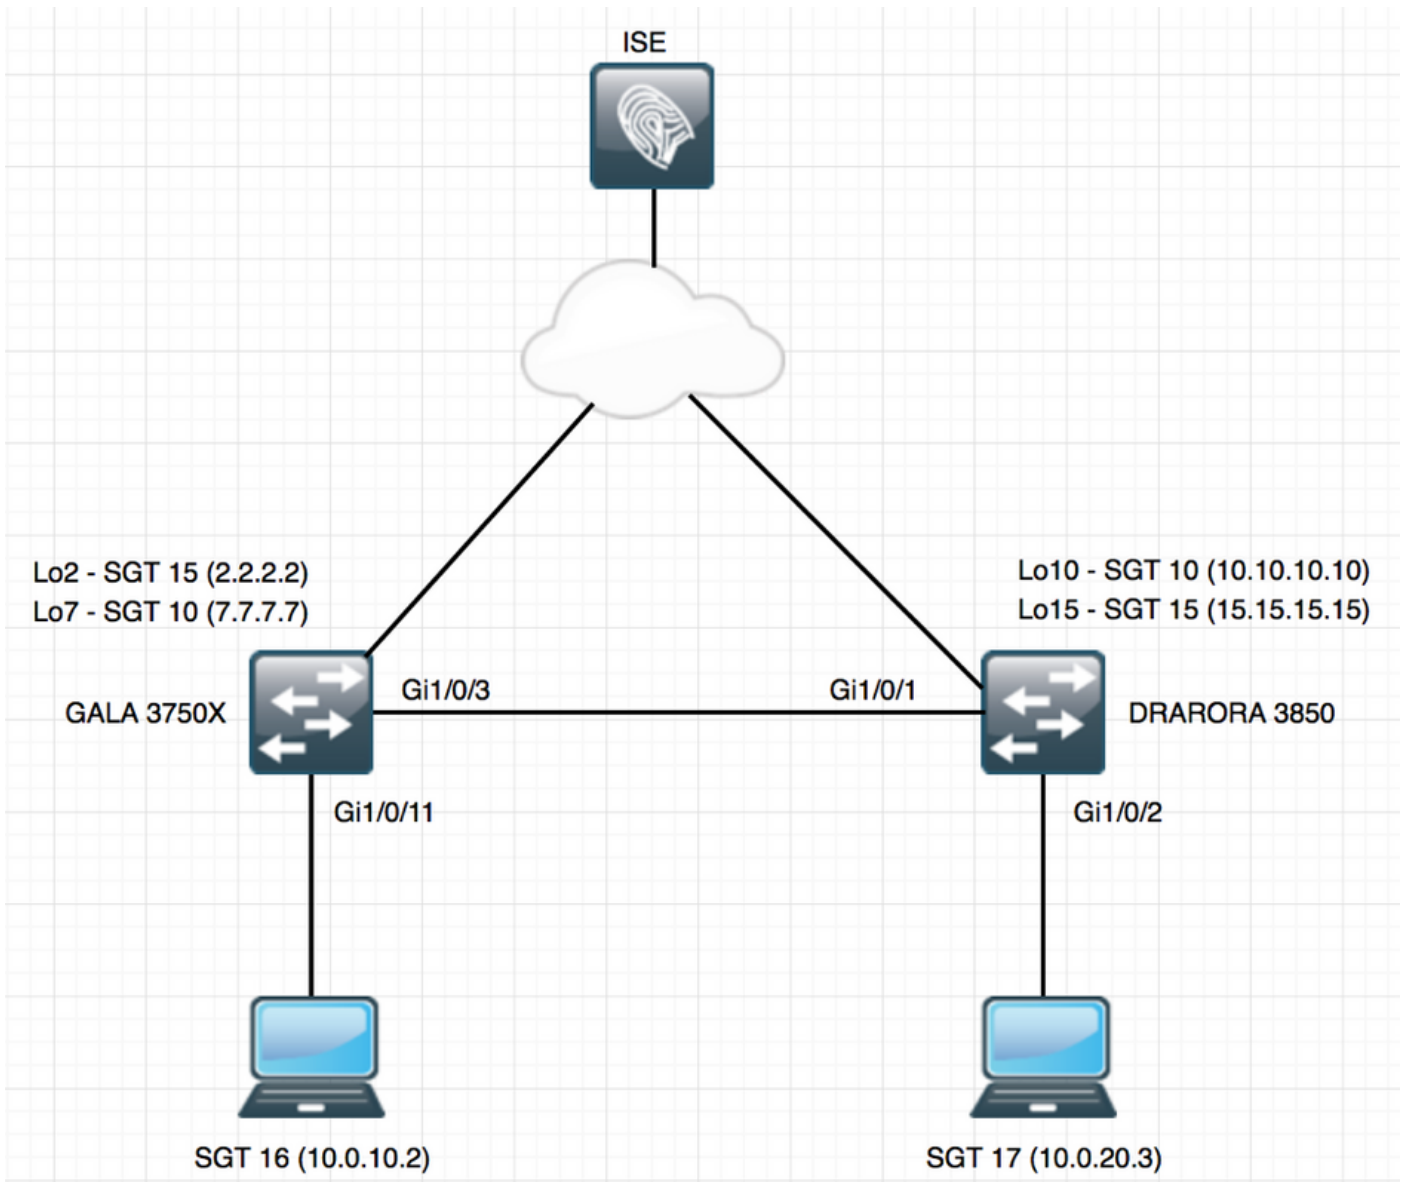 ISE
Lo2 - SGT 15 (2.2.2.2)
Lo7 - SGT 10 (7.7.7.7)
Lo10 - SGT 10 (10.10.10.10)
Lo15 - SGT 15 (15.15.15.15)
GALA 3750X
Gi1/0/3
Gi1/0/1
DRARORA 3850
Gi1/0/11
Gi1/0/2
SGT 16 (10.0.10.2)
SGT 17 (10.0.20.3)